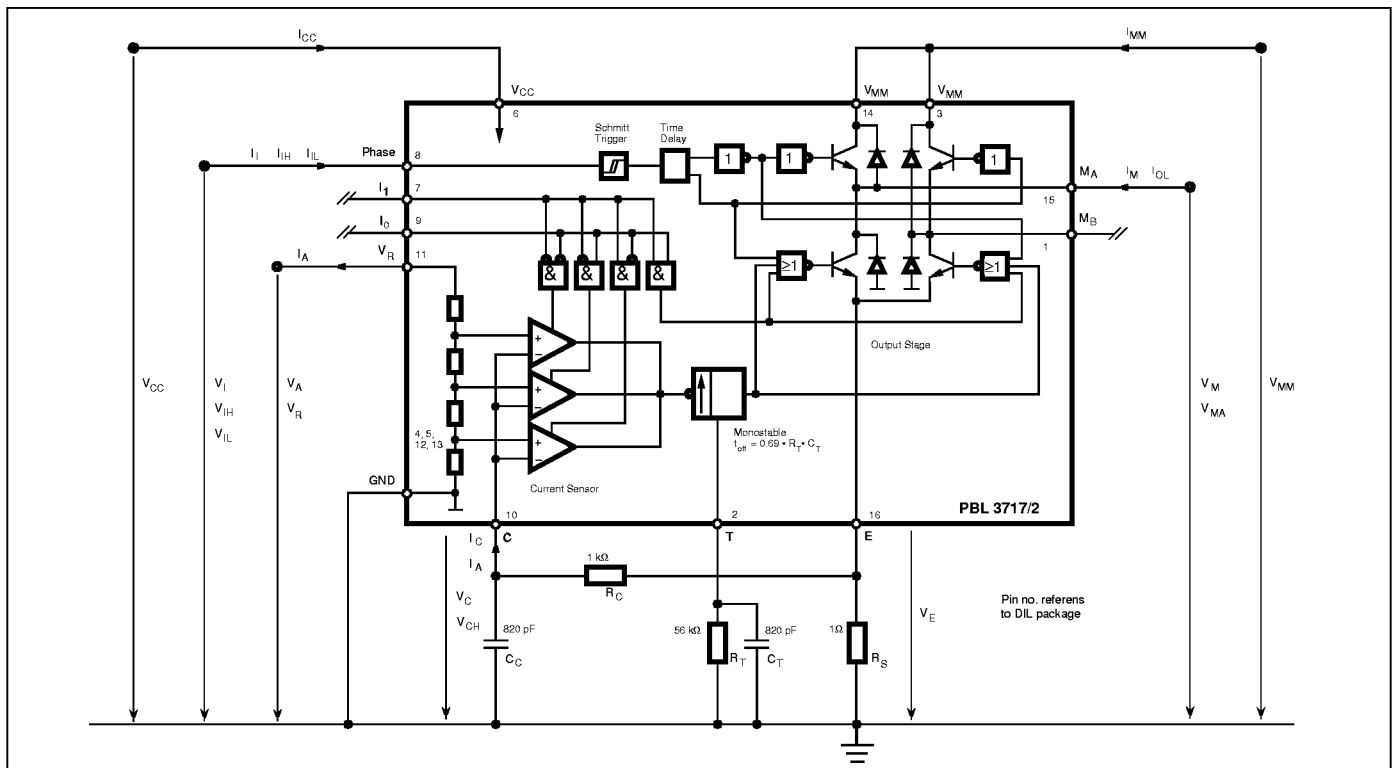 I_CC
I_MM
V_CC
6
V_MM
14
V_MM
3
Schmitt Trigger
Time Delay
I_I I_IH I_IL
Phase
8
1
1
1
M_A
I_M I_OL
15
I_1
7
I_0
9
M_B
1
I_A
V_R
11
&
&
&
&
≥1
≥1
+
−
+
−
+
−
Output Stage
V_CC
V_I
V_IH
V_IL
V_A
V_R
4, 5,
12, 13
Monostable
t_off = 0.69 • R_T • C_T
V_M
V_MA
V_MM
GND
Current Sensor
PBL 3717/2
10
C
2
T
16
E
I_C
I_A
1 kΩ
R_C
V_C
V_CH
820 pF
C_C
56 kΩ
R_T
820 pF
C_T
1Ω
R_S
V_E
Pin no. referens
to DIL package